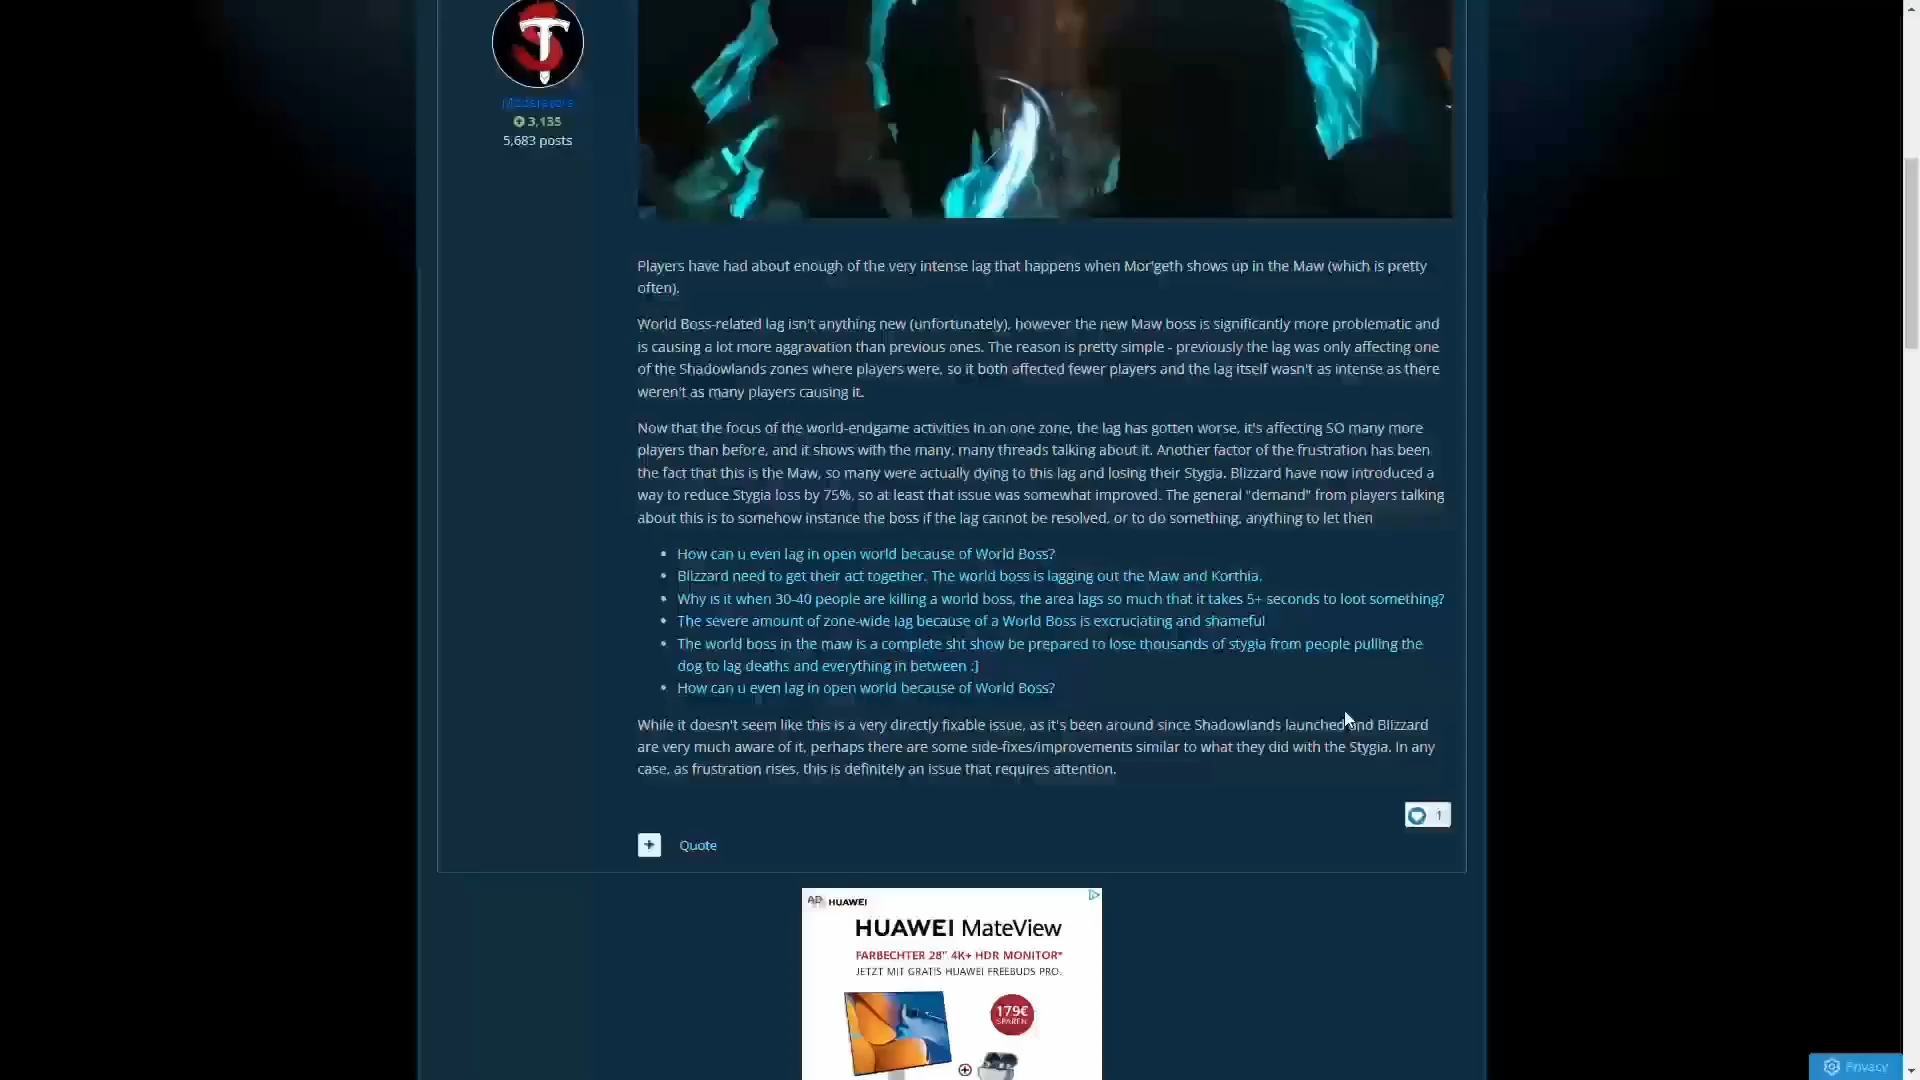 Moderators
3,135
5,683 posts
Players have had about enough of the very intense lag that happens when Mor'geth shows up in the Maw (which is pretty
often).
World Boss-related lag isn't anything new (unfortunately), however the new Maw boss is significantly more problematic and
is causing a lot more aggravation than previous ones. The reason is pretty simple - previously the lag was only affecting one
of the Shadowlands zones where players were, so it both affected fewer players and the lag itself wasn't as intense as there
weren't as many players causing it.
Now that the focus of the world-endgame activities in on one zone, the lag has gotten worse, it's affecting SO many more
players than before, and it shows with the many, many threads talking about it. Another factor of the frustration has been
the fact that this is the Maw, so many were actually dying to this lag and losing their Stygia. Blizzard have now introduced a
way to reduce Stygia loss by 75%, so at least that issue was somewhat improved. The general "demand" from players talking
about this is to somehow instance the boss if the lag cannot be resolved, or to do something, anything to let then
• How can u even lag in open world because of World Boss?
• Blizzard need to get their act together. The world boss is lagging out the Maw and Korthia.
• Why is it when 30-40 people are killing a world boss, the area lags so much that it takes 5+ seconds to loot something?
• The severe amount of zone-wide lag because of a World Boss is excruciating and shameful
• The world boss in the maw is a complete sht show be prepared to lose thousands of stygia from people pulling the
dog to lag deaths and everything in between :]
• How can u even lag in open world because of World Boss?
While it doesn't seem like this is a very directly fixable issue, as it's been around since Shadowlands launched and Blizzard
are very much aware of it, perhaps there are some side-fixes/improvements similar to what they did with the Stygia. In any
case, as frustration rises, this is definitely an issue that requires attention.
1
+ Quote
AD HUAWEI
HUAWEI MateView
FARBECHTER 28" 4K+ HDR MONITOR*
JETZT MIT GRATIS HUAWEI FREEBUDS PRO.
179€
SPAREN
Privacy